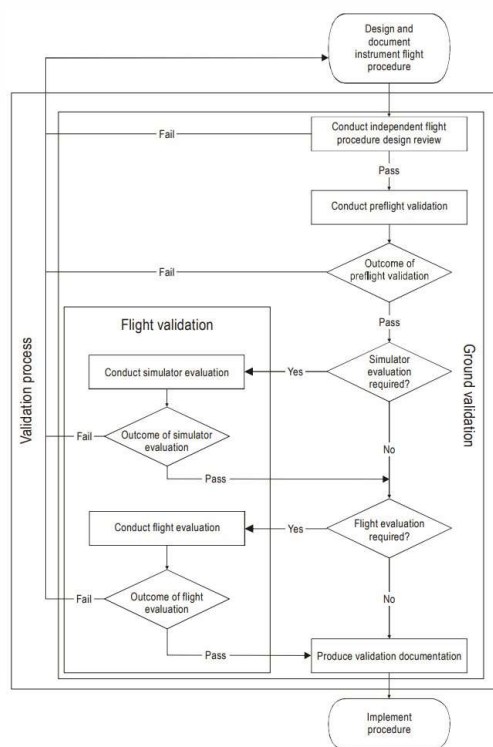 Design and
document
instrument flight
procedure
Fail
Conduct independent flight
procedure design review
Pass
Conduct preflight validation
Fail
Outcome of
preflight validation
Pass
Flight validation
Validation process
Ground validation
Conduct simulator evaluation
Yes
Simulator
evaluation
required?
Fail
Outcome of simulator
evaluation
No
Pass
Conduct flight evaluation
Yes
Flight evaluation
required?
Fail
Outcome of flight
evaluation
No
Pass
Produce validation documentation
Implement
procedure